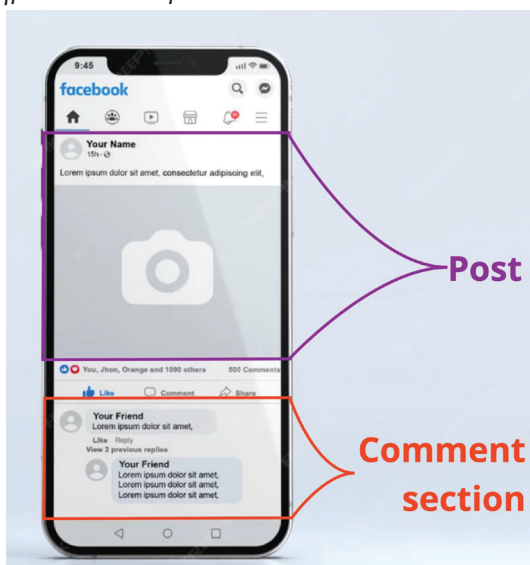 9:45
facebook
Your Name
15h ·
Lorem ipsum dolor sit amet, consectetur adipiscing elit,
Post
You, Jhon, Orange and 1000 others 500 Comments
Like Comment Share
Your Friend
Lorem ipsum dolor sit amet,
Like Reply
View 2 previous replies
Your Friend
Lorem ipsum dolor sit amet,
Lorem ipsum dolor sit amet,
Lorem ipsum dolor sit amet,
Comment
section